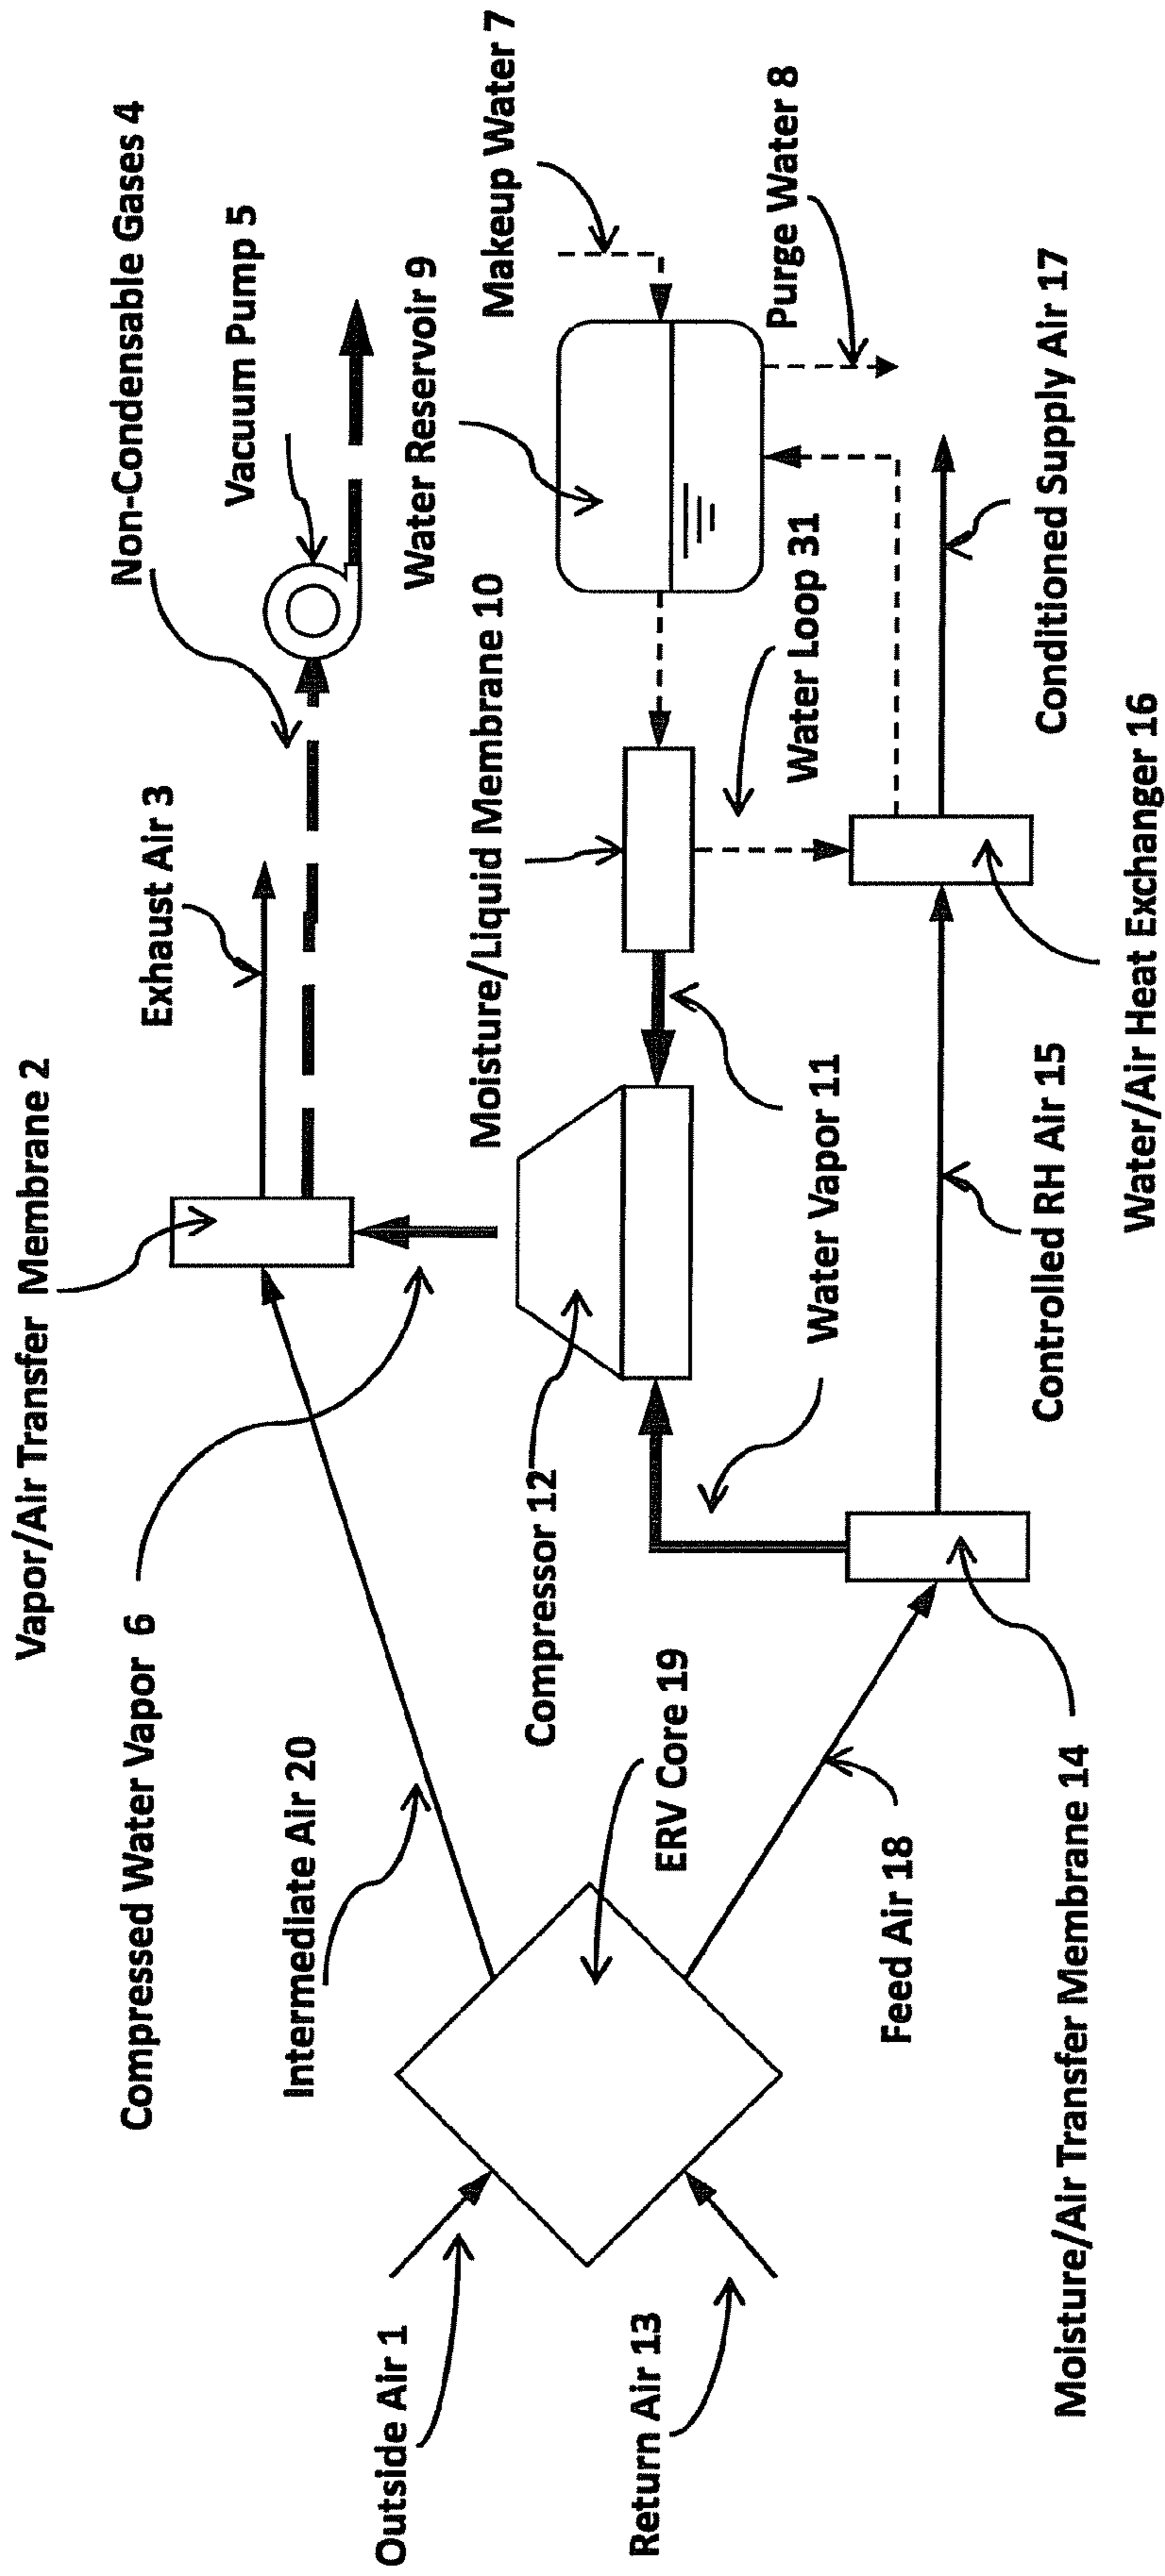 Vapor/Air Transfer Membrane 2
Exhaust Air 3
Non-Condensable Gases 4
Vacuum Pump 5
Compressed Water Vapor 6
Intermediate Air 20
Outside Air 1
Return Air 13
ERV Core 19
Compressor 12
Moisture/Liquid Membrane 10
Water Reservoir 9
Makeup Water 7
Purge Water 8
Water Loop 31
Water Vapor 11
Feed Air 18
Moisture/Air Transfer Membrane 14
Controlled RH Air 15
Water/Air Heat Exchanger 16
Conditioned Supply Air 17